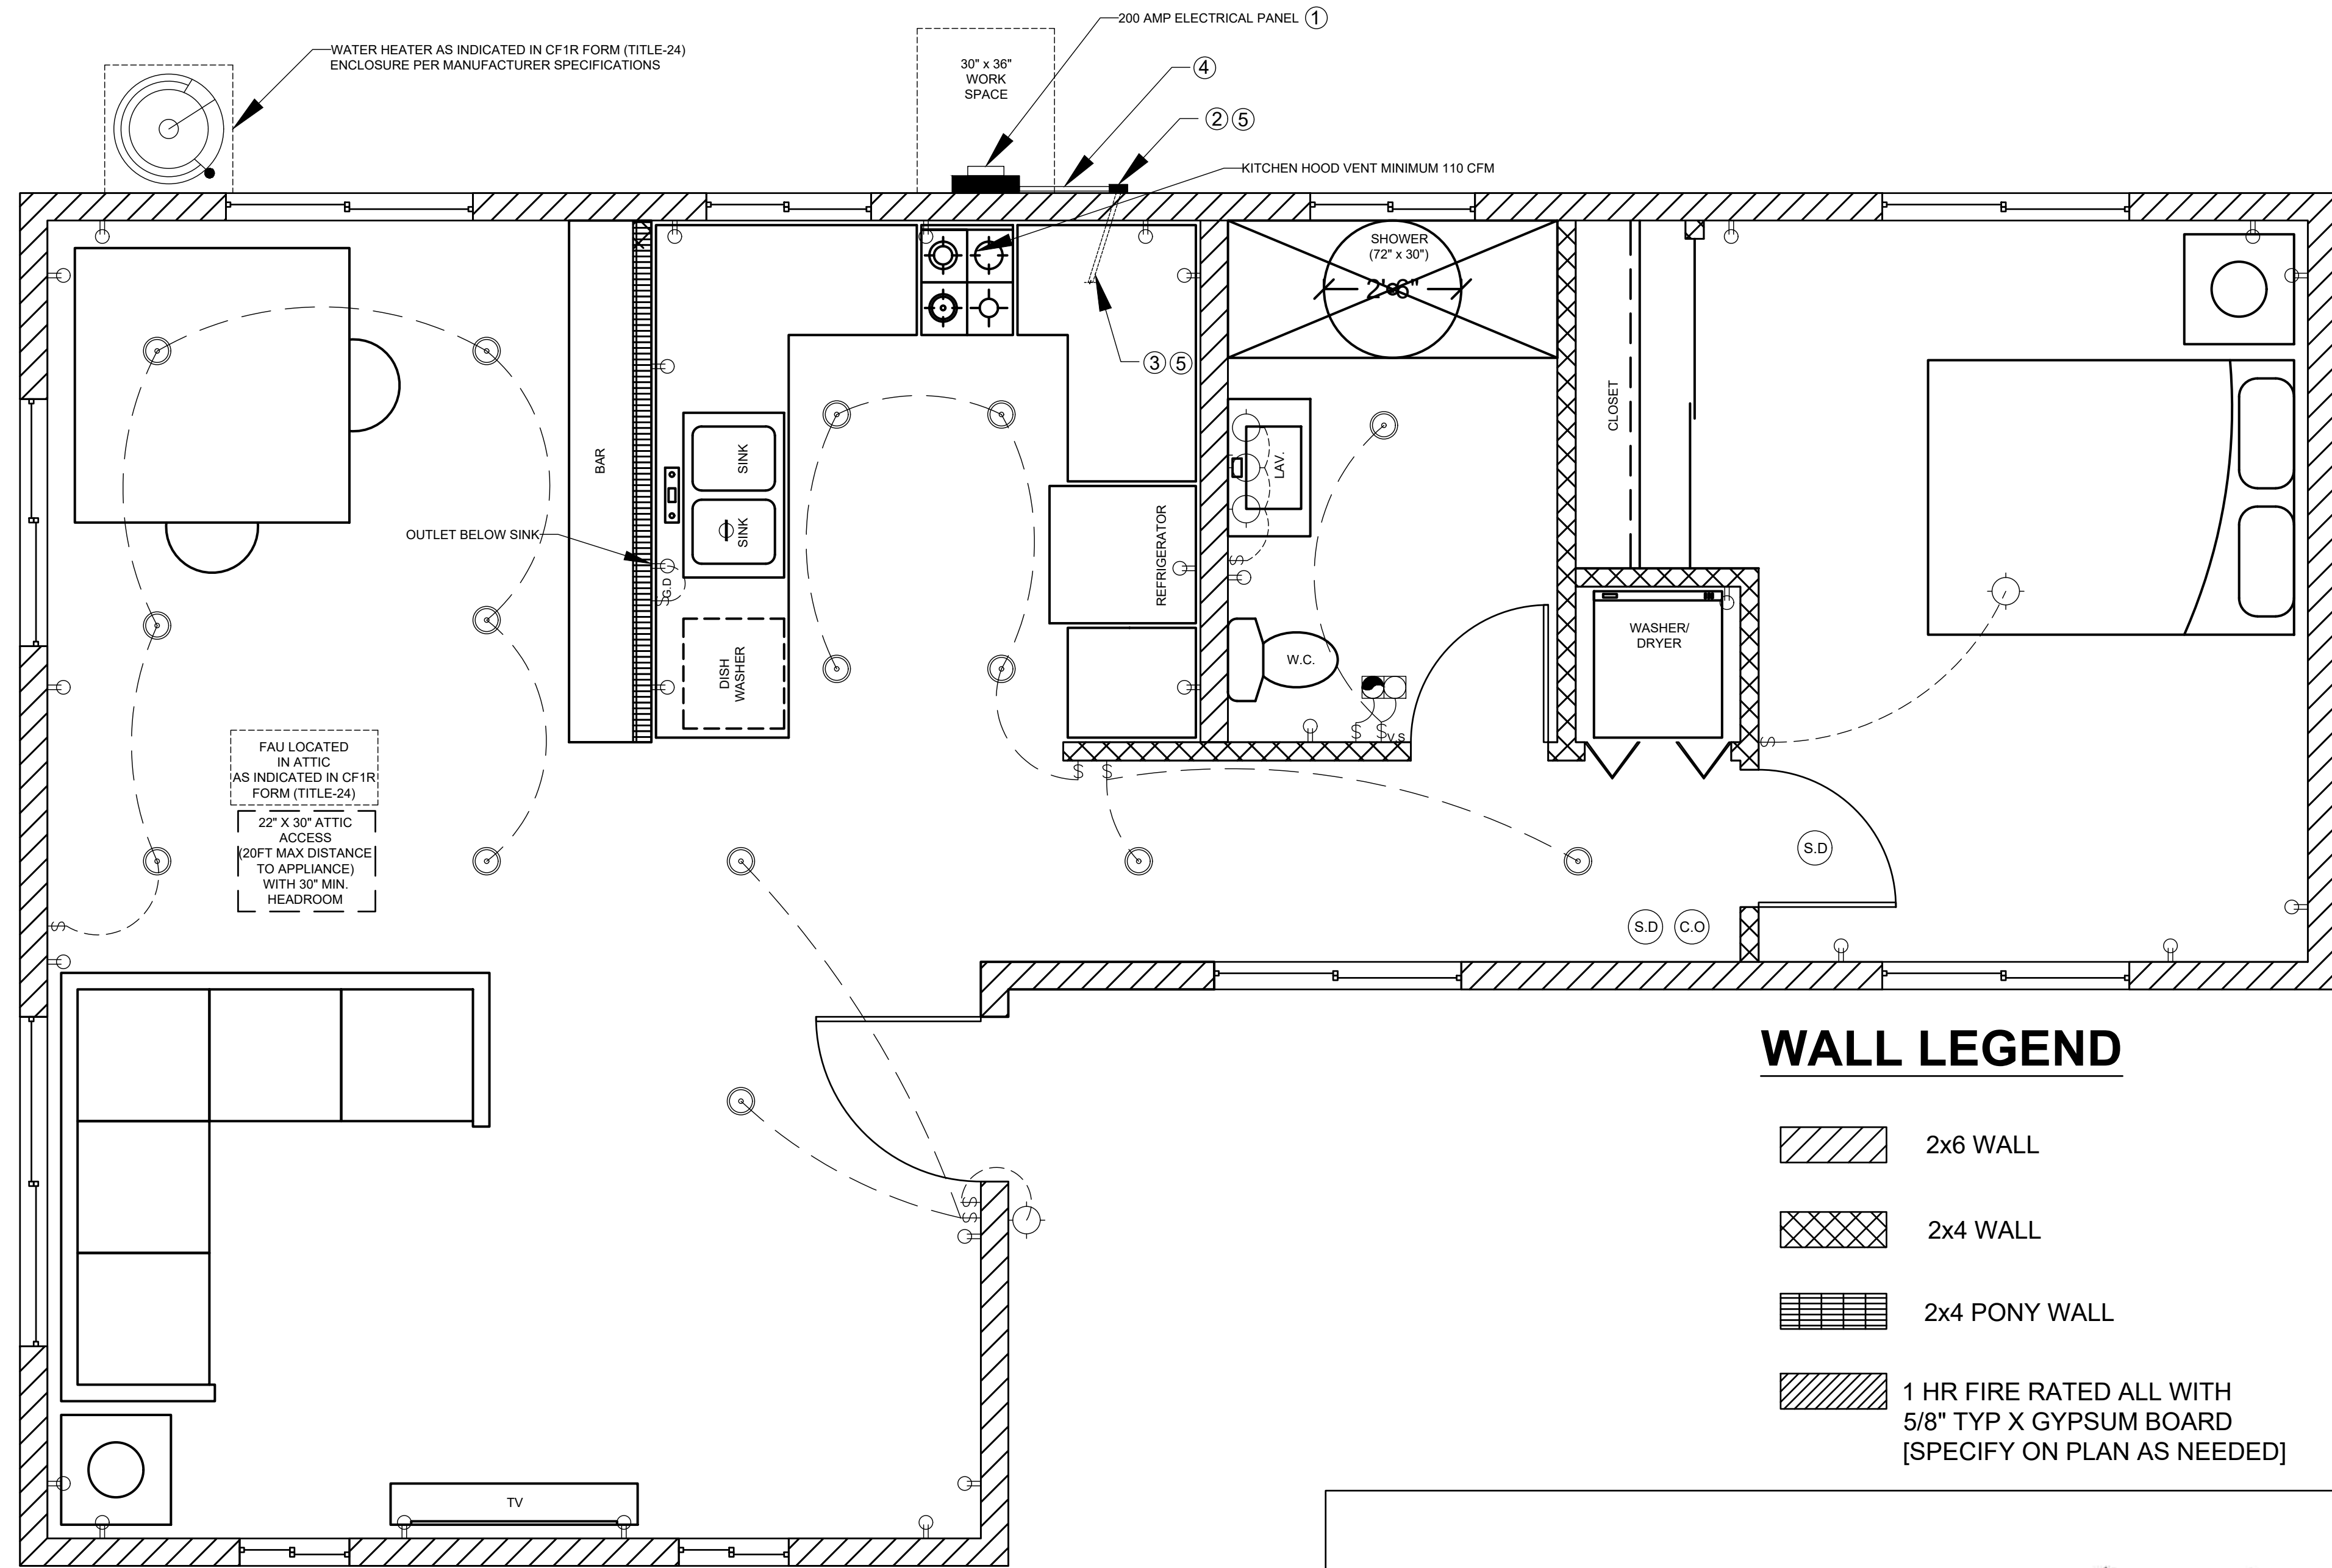 200 AMP ELECTRICAL PANEL 1
WATER HEATER AS INDICATED IN CF1R FORM (TITLE-24)
ENCLOSURE PER MANUFACTURER SPECIFICATIONS
30" x 36"
WORK
SPACE
4
2 5
KITCHEN HOOD VENT MINIMUM 110 CFM
SHOWER
(72" x 30")
2'-6"
3 5
CLOSET
BAR
SINK
SINK
LAV.
OUTLET BELOW SINK
G.D
$
REFRIGERATOR
$
DISH
WASHER
W.C.
WASHER/
DRYER
$
$
$
V.S
$
$
FAU LOCATED
IN ATTIC
AS INDICATED IN CF1R
FORM (TITLE-24)
22" X 30" ATTIC
ACCESS
(20FT MAX DISTANCE
TO APPLIANCE)
WITH 30" MIN.
HEADROOM
$
S.D
S.D
C.O
$
$
TV
WALL LEGEND
2x6 WALL
2x4 WALL
2x4 PONY WALL
1 HR FIRE RATED ALL WITH
5/8" TYP X GYPSUM BOARD
[SPECIFY ON PLAN AS NEEDED]